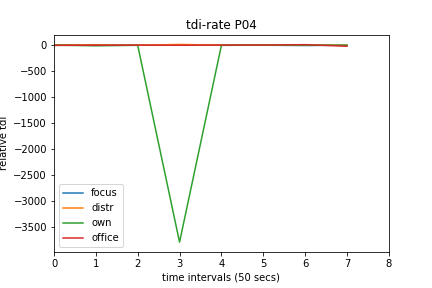 tdi-rate P04
0
−500
−1000
−1500
−2000
−2500
−3000
−3500
relative tdi
focus
distr
own
office
0 1 2 3 4 5 6 7 8
time intervals (50 secs)